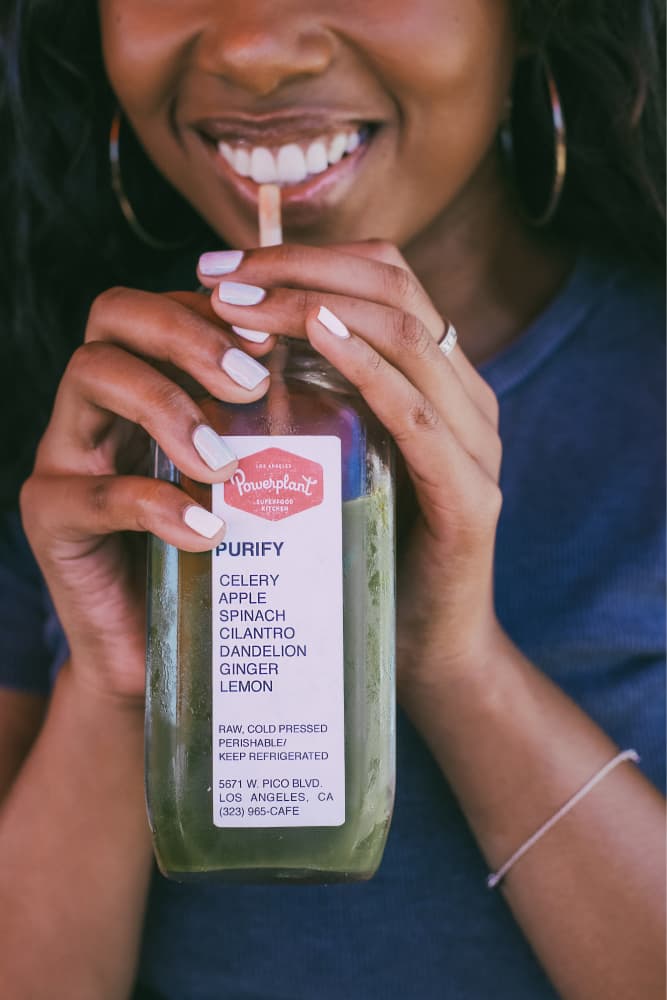 LOS ANGELES
Powerplant
SUPERFOOD
KITCHEN
PURIFY
CELERY
APPLE
SPINACH
CILANTRO
DANDELION
GINGER
LEMON
RAW, COLD PRESSED
PERISHABLE/
KEEP REFRIGERATED
5671 W. PICO BLVD.
LOS ANGELES, CA
(323) 965-CAFE